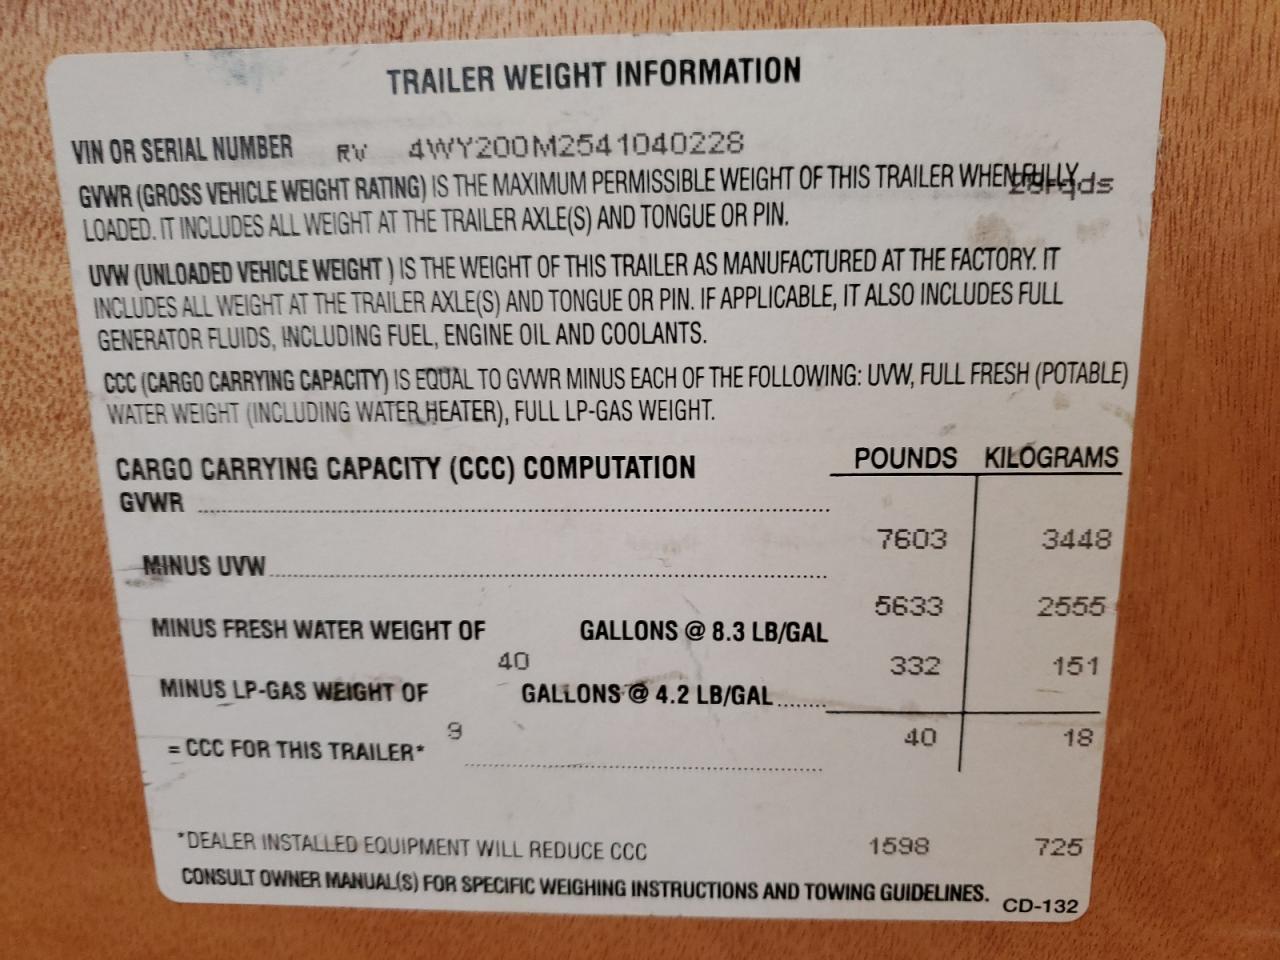 TRAILER WEIGHT INFORMATION
VIN OR SERIAL NUMBER RV 4WY200M2541040228
GVWR (GROSS VEHICLE WEIGHT RATING) IS THE MAXIMUM PERMISSIBLE WEIGHT OF THIS TRAILER WHEN FULLY 28rqds
LOADED. IT INCLUDES ALL WEIGHT AT THE TRAILER AXLE(S) AND TONGUE OR PIN.
UVW (UNLOADED VEHICLE WEIGHT ) IS THE WEIGHT OF THIS TRAILER AS MANUFACTURED AT THE FACTORY. IT
INCLUDES ALL WEIGHT AT THE TRAILER AXLE(S) AND TONGUE OR PIN. IF APPLICABLE, IT ALSO INCLUDES FULL
GENERATOR FLUIDS, INCLUDING FUEL, ENGINE OIL AND COOLANTS.
CCC (CARGO CARRYING CAPACITY) IS EQUAL TO GVWR MINUS EACH OF THE FOLLOWING: UVW, FULL FRESH (POTABLE)
WATER WEIGHT (INCLUDING WATER HEATER), FULL LP-GAS WEIGHT.
CARGO CARRYING CAPACITY (CCC) COMPUTATION POUNDS KILOGRAMS
GVWR
7603 3448
MINUS UVW
5633 2555
MINUS FRESH WATER WEIGHT OF GALLONS @ 8.3 LB/GAL
40 332 151
MINUS LP-GAS WEIGHT OF GALLONS @ 4.2 LB/GAL
9 40 18
= CCC FOR THIS TRAILER*
*DEALER INSTALLED EQUIPMENT WILL REDUCE CCC 1598 725
CONSULT OWNER MANUAL(S) FOR SPECIFIC WEIGHING INSTRUCTIONS AND TOWING GUIDELINES. CD-132